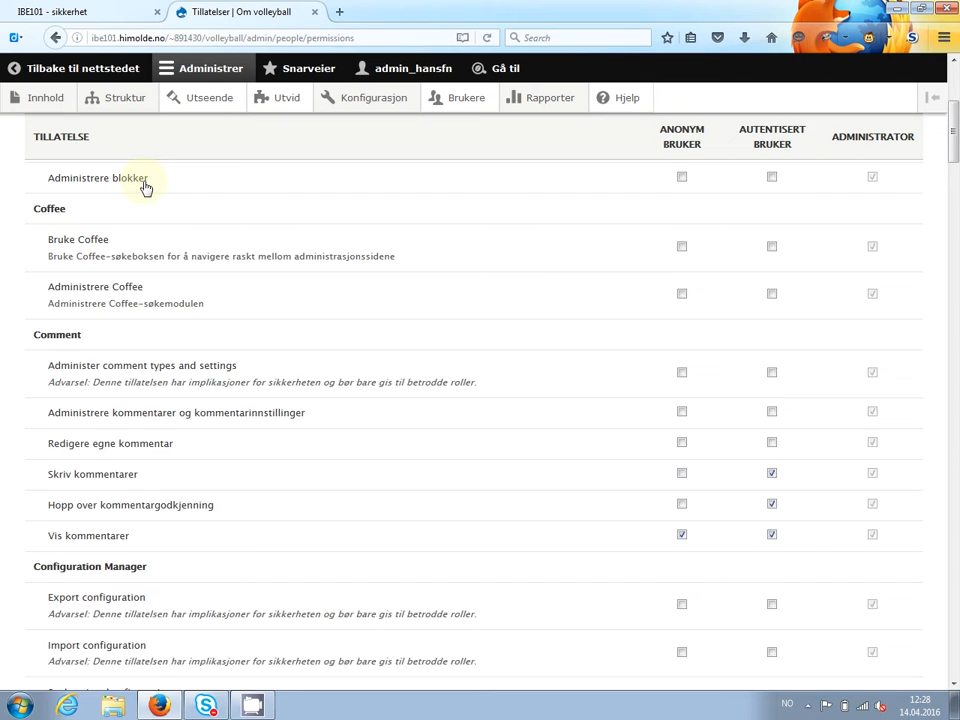 IBE101 - sikkerhet
Tillatelser | Om volleyball
ibe101.himolde.no/~891430/volleyball/admin/people/permissions
Search
Tilbake til nettstedet
Administrer
Snarveier
admin_hansfn
Gå til
Innhold
Struktur
Utseende
Utvid
Konfigurasjon
Brukere
Rapporter
Hjelp
TILLATELSE
ANONYM BRUKER
AUTENTISERT BRUKER
ADMINISTRATOR
Administrere blokker
Coffee
Bruke Coffee
Bruke Coffee-søkeboksen for å navigere raskt mellom administrasjonssidene
Administrere Coffee
Administrere Coffee-søkemodulen
Comment
Administer comment types and settings
Advarsel: Denne tillatelsen har implikasjoner for sikkerheten og bør bare gis til betrodde roller.
Administrere kommentarer og kommentarinnstillinger
Redigere egne kommentar
Skriv kommentarer
Hopp over kommentargodkjenning
Vis kommentarer
Configuration Manager
Export configuration
Advarsel: Denne tillatelsen har implikasjoner for sikkerheten og bør bare gis til betrodde roller.
Import configuration
Advarsel: Denne tillatelsen har implikasjoner for sikkerheten og bør bare gis til betrodde roller.
NO
12:28
14.04.2016